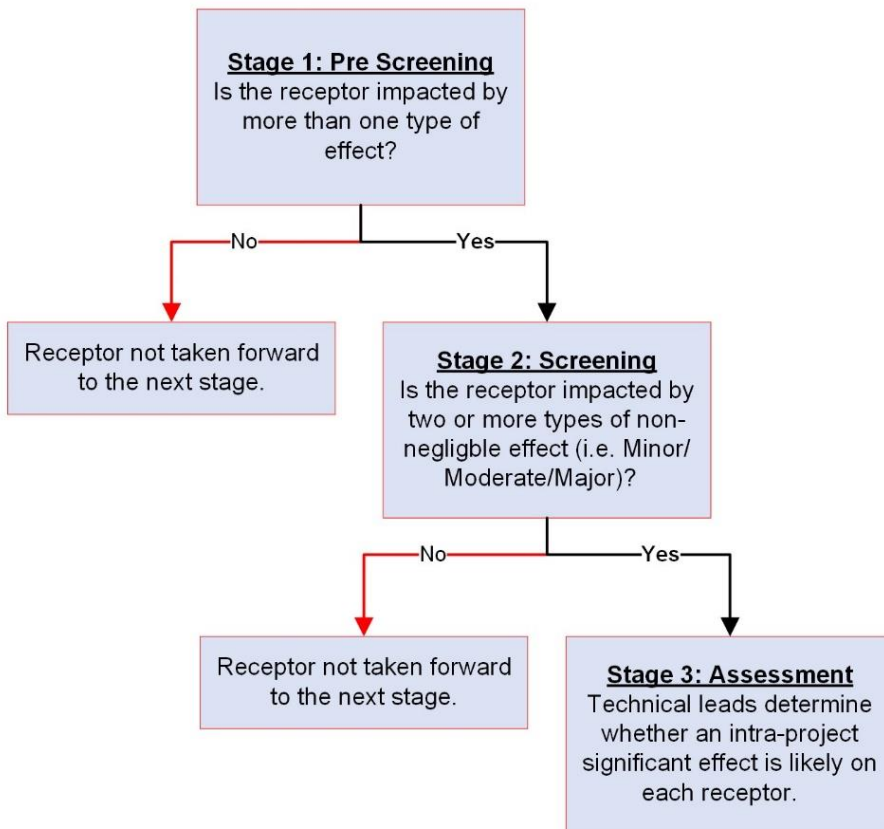 Stage 1: Pre Screening
Is the receptor impacted by
more than one type of
effect?
No
Yes
Receptor not taken forward
to the next stage.
Stage 2: Screening
Is the receptor impacted by
two or more types of non-
neglígble effect (i.e. Minor/
Moderate/Major)?
No
Yes
Receptor not taken forward
to the next stage.
Stage 3: Assessment
Technical leads determine
whether an intra-project
significant effect is likely on
each receptor.